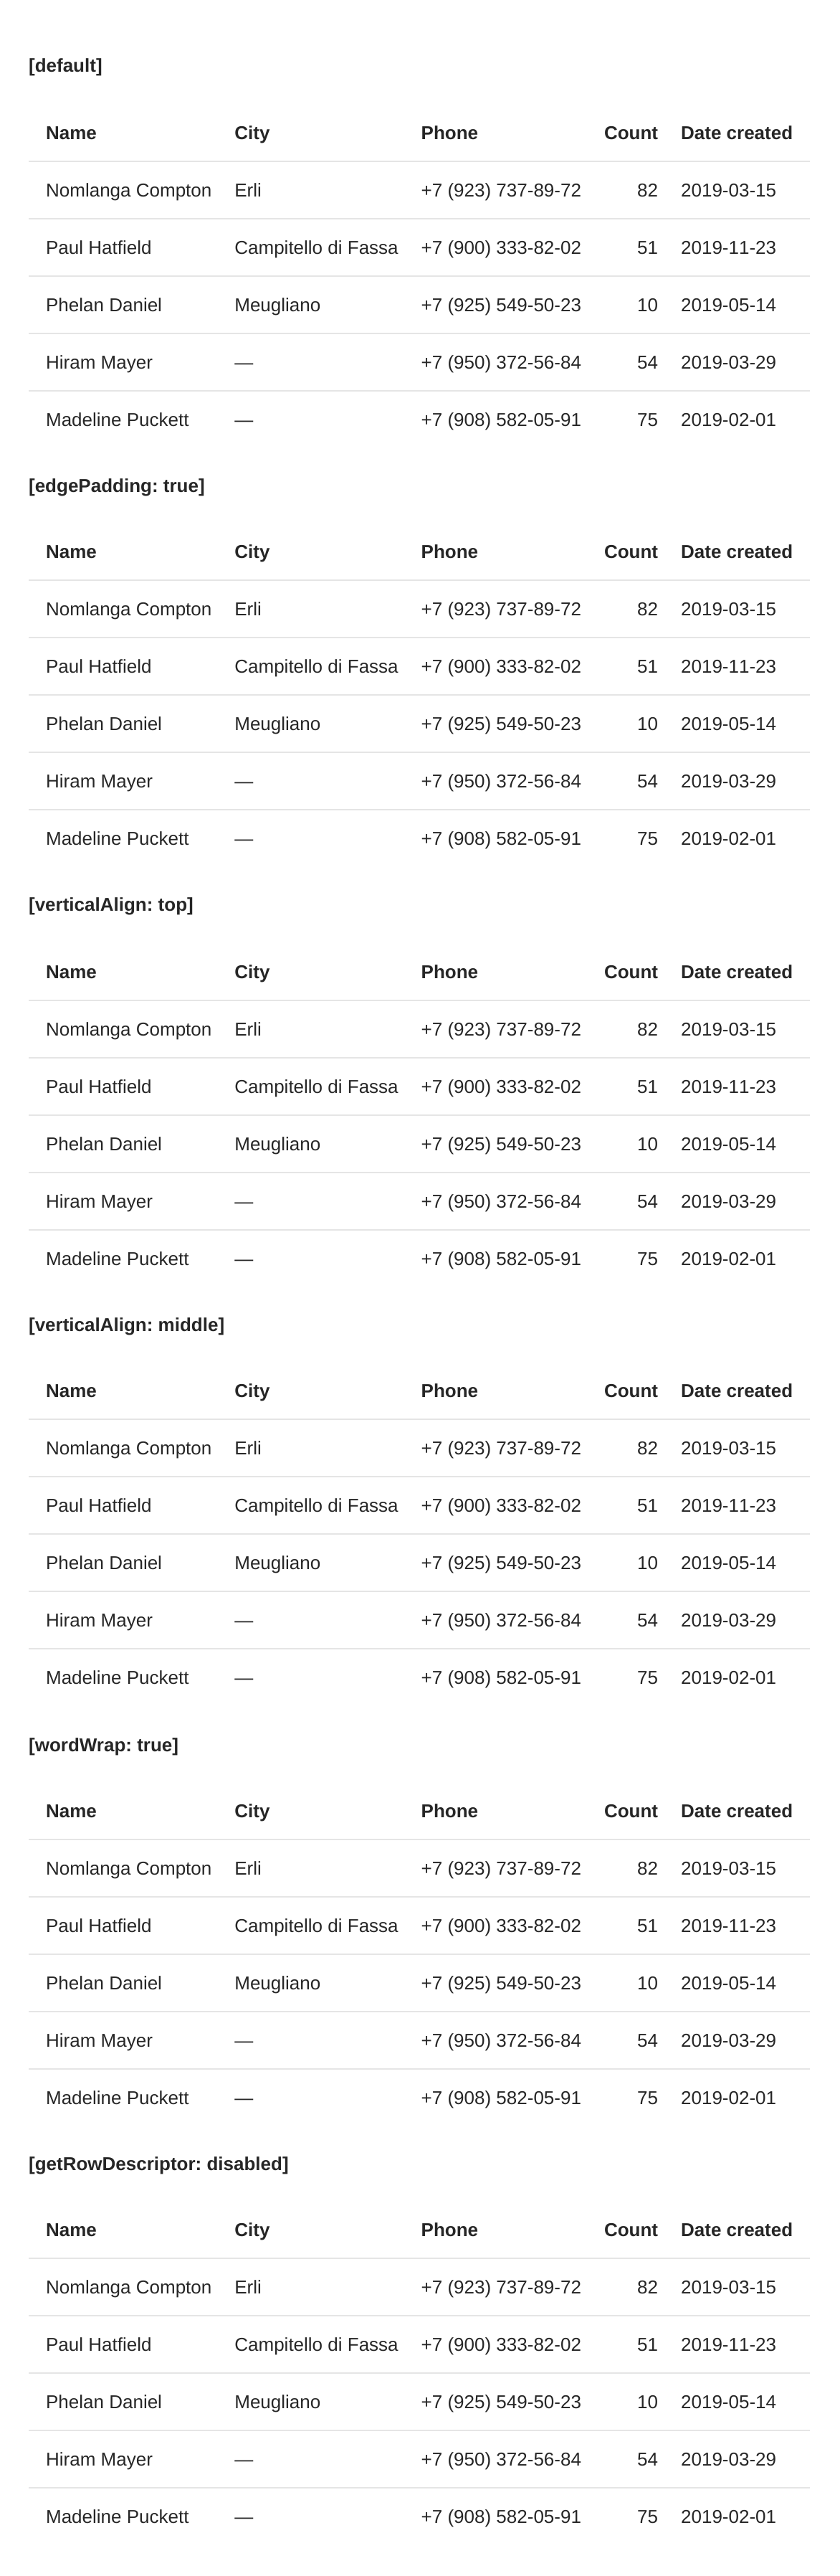 [default]
Name City Phone Count Date created
Nomlanga Compton Erli +7 (923) 737-89-72 82 2019-03-15
Paul Hatfield Campitello di Fassa +7 (900) 333-82-02 51 2019-11-23
Phelan Daniel Meugliano +7 (925) 549-50-23 10 2019-05-14
Hiram Mayer — +7 (950) 372-56-84 54 2019-03-29
Madeline Puckett — +7 (908) 582-05-91 75 2019-02-01
[edgePadding: true]
Name City Phone Count Date created
Nomlanga Compton Erli +7 (923) 737-89-72 82 2019-03-15
Paul Hatfield Campitello di Fassa +7 (900) 333-82-02 51 2019-11-23
Phelan Daniel Meugliano +7 (925) 549-50-23 10 2019-05-14
Hiram Mayer — +7 (950) 372-56-84 54 2019-03-29
Madeline Puckett — +7 (908) 582-05-91 75 2019-02-01
[verticalAlign: top]
Name City Phone Count Date created
Nomlanga Compton Erli +7 (923) 737-89-72 82 2019-03-15
Paul Hatfield Campitello di Fassa +7 (900) 333-82-02 51 2019-11-23
Phelan Daniel Meugliano +7 (925) 549-50-23 10 2019-05-14
Hiram Mayer — +7 (950) 372-56-84 54 2019-03-29
Madeline Puckett — +7 (908) 582-05-91 75 2019-02-01
[verticalAlign: middle]
Name City Phone Count Date created
Nomlanga Compton Erli +7 (923) 737-89-72 82 2019-03-15
Paul Hatfield Campitello di Fassa +7 (900) 333-82-02 51 2019-11-23
Phelan Daniel Meugliano +7 (925) 549-50-23 10 2019-05-14
Hiram Mayer — +7 (950) 372-56-84 54 2019-03-29
Madeline Puckett — +7 (908) 582-05-91 75 2019-02-01
[wordWrap: true]
Name City Phone Count Date created
Nomlanga Compton Erli +7 (923) 737-89-72 82 2019-03-15
Paul Hatfield Campitello di Fassa +7 (900) 333-82-02 51 2019-11-23
Phelan Daniel Meugliano +7 (925) 549-50-23 10 2019-05-14
Hiram Mayer — +7 (950) 372-56-84 54 2019-03-29
Madeline Puckett — +7 (908) 582-05-91 75 2019-02-01
[getRowDescriptor: disabled]
Name City Phone Count Date created
Nomlanga Compton Erli +7 (923) 737-89-72 82 2019-03-15
Paul Hatfield Campitello di Fassa +7 (900) 333-82-02 51 2019-11-23
Phelan Daniel Meugliano +7 (925) 549-50-23 10 2019-05-14
Hiram Mayer — +7 (950) 372-56-84 54 2019-03-29
Madeline Puckett — +7 (908) 582-05-91 75 2019-02-01